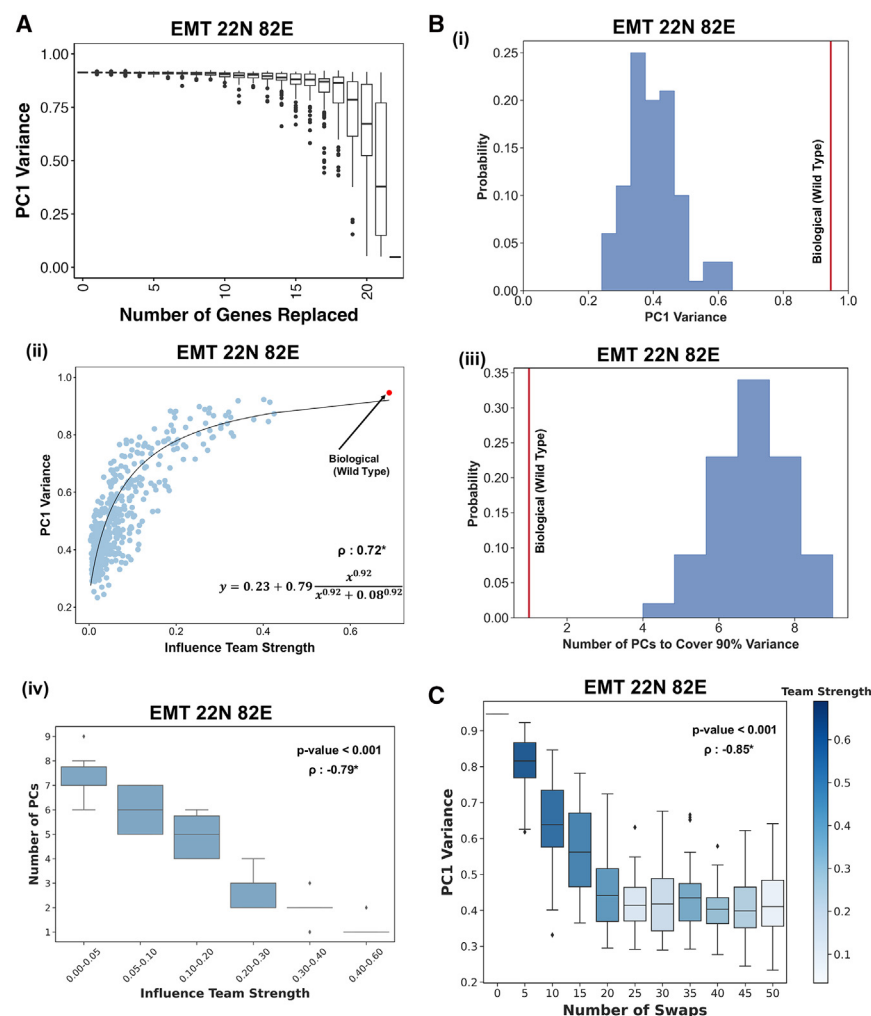 A
EMT 22N 82E
1.00
0.75
0.50
0.25
0.00
PC1 Variance
0
5
10
15
20
Number of Genes Replaced
B
(i)
EMT 22N 82E
0.25
0.20
0.15
0.10
0.05
0.00
Probability
Biological (Wild Type)
0.0
0.2
0.4
0.6
0.8
1.0
PC1 Variance
(ii)
EMT 22N 82E
1.0
0.8
0.6
0.4
0.2
PC1 Variance
Biological
(Wild Type)
ρ : 0.72*
y = 0.23 + 0.79 x^0.92 / (x^0.92 + 0.08^0.92)
0.0
0.2
0.4
0.6
Influence Team Strength
(iii)
EMT 22N 82E
0.35
0.30
0.25
0.20
0.15
0.10
0.05
0.00
Probability
Biological (Wild Type)
2
4
6
8
Number of PCs to Cover 90% Variance
(iv)
EMT 22N 82E
9
8
7
6
5
4
3
2
1
Number of PCs
p-value < 0.001
ρ : -0.79*
0.00-0.05
0.05-0.10
0.10-0.20
0.20-0.30
0.30-0.40
0.40-0.60
Influence Team Strength
C
EMT 22N 82E
Team Strength
0.9
0.8
0.7
0.6
0.5
0.4
0.3
0.2
PC1 Variance
p-value < 0.001
ρ : -0.85*
0
5
10
15
20
25
30
35
40
45
50
Number of Swaps
0.6
0.5
0.4
0.3
0.2
0.1